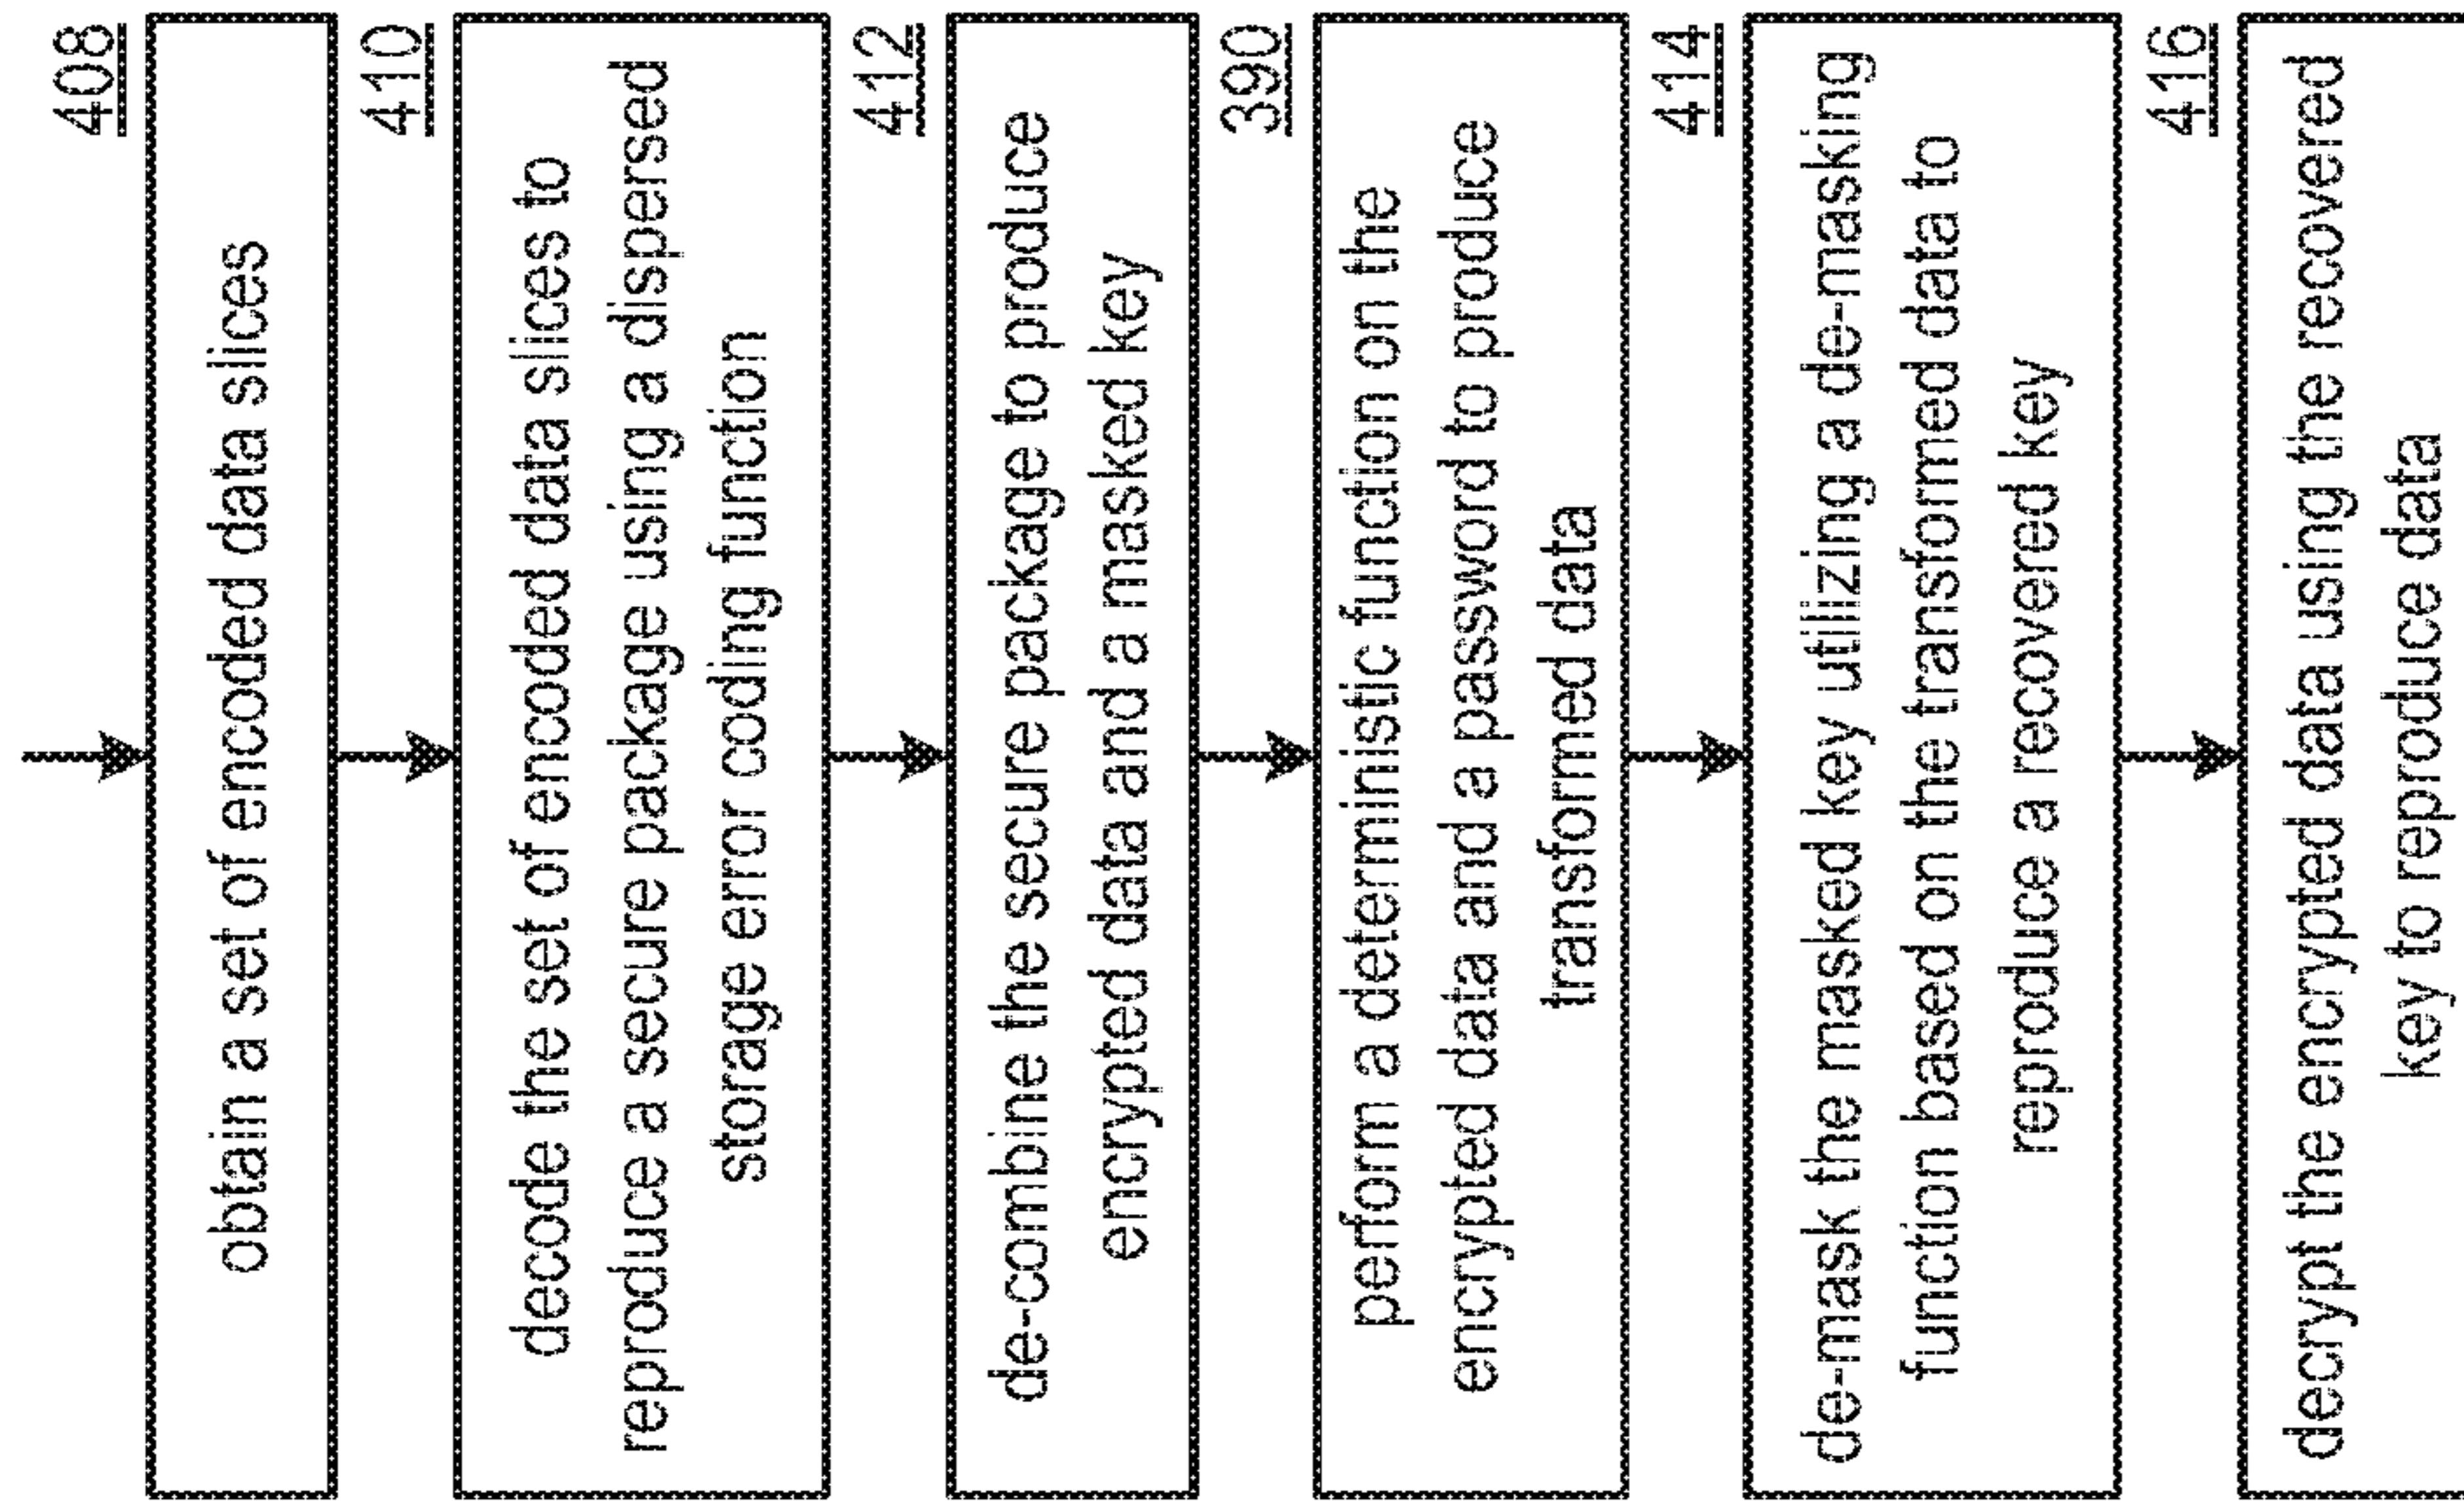 408
obtain a set of encoded data slices
410
decode the set of encoded data slices to
reproduce a secure package using a dispersed
storage error coding function
412
de-combine the secure package to produce
encrypted data and a masked key
390
perform a deterministic function on the
encrypted data and a password to produce
transformed data
414
de-mask the masked key utilizing a de-masking
function based on the transformed data to
reproduce a recovered key
416
decrypt the encrypted data using the recovered
key to reproduce data